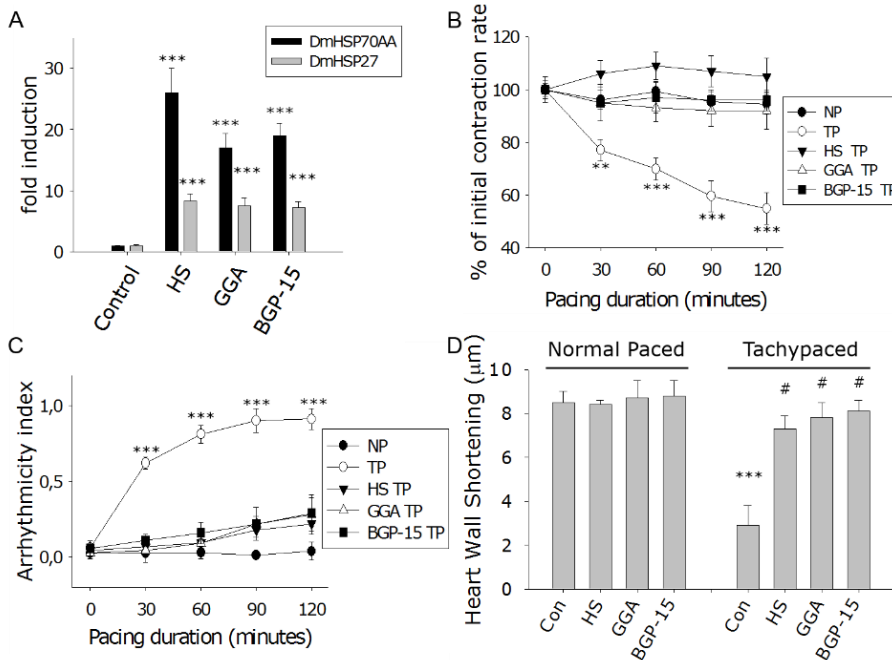 A
DmHSP70AA
DmHSP27
fold induction
40
30
20
10
0
***
***
***
***
***
***
Control
HS
GGA
BGP-15
B
% of initial contraction rate
120
100
80
60
40
**
***
***
***
0 30 60 90 120
Pacing duration (minutes)
NP
TP
HS TP
GGA TP
BGP-15 TP
C
Arrhythmicity index
1,0
0,5
0,0
***
***
***
***
0 30 60 90 120
Pacing duration (minutes)
NP
TP
HS TP
GGA TP
BGP-15 TP
D
Normal Paced
Tachypaced
Heart Wall Shortening (μm)
10
8
6
4
2
0
***
#
#
#
Con
HS
GGA
BGP-15
Con
HS
GGA
BGP-15